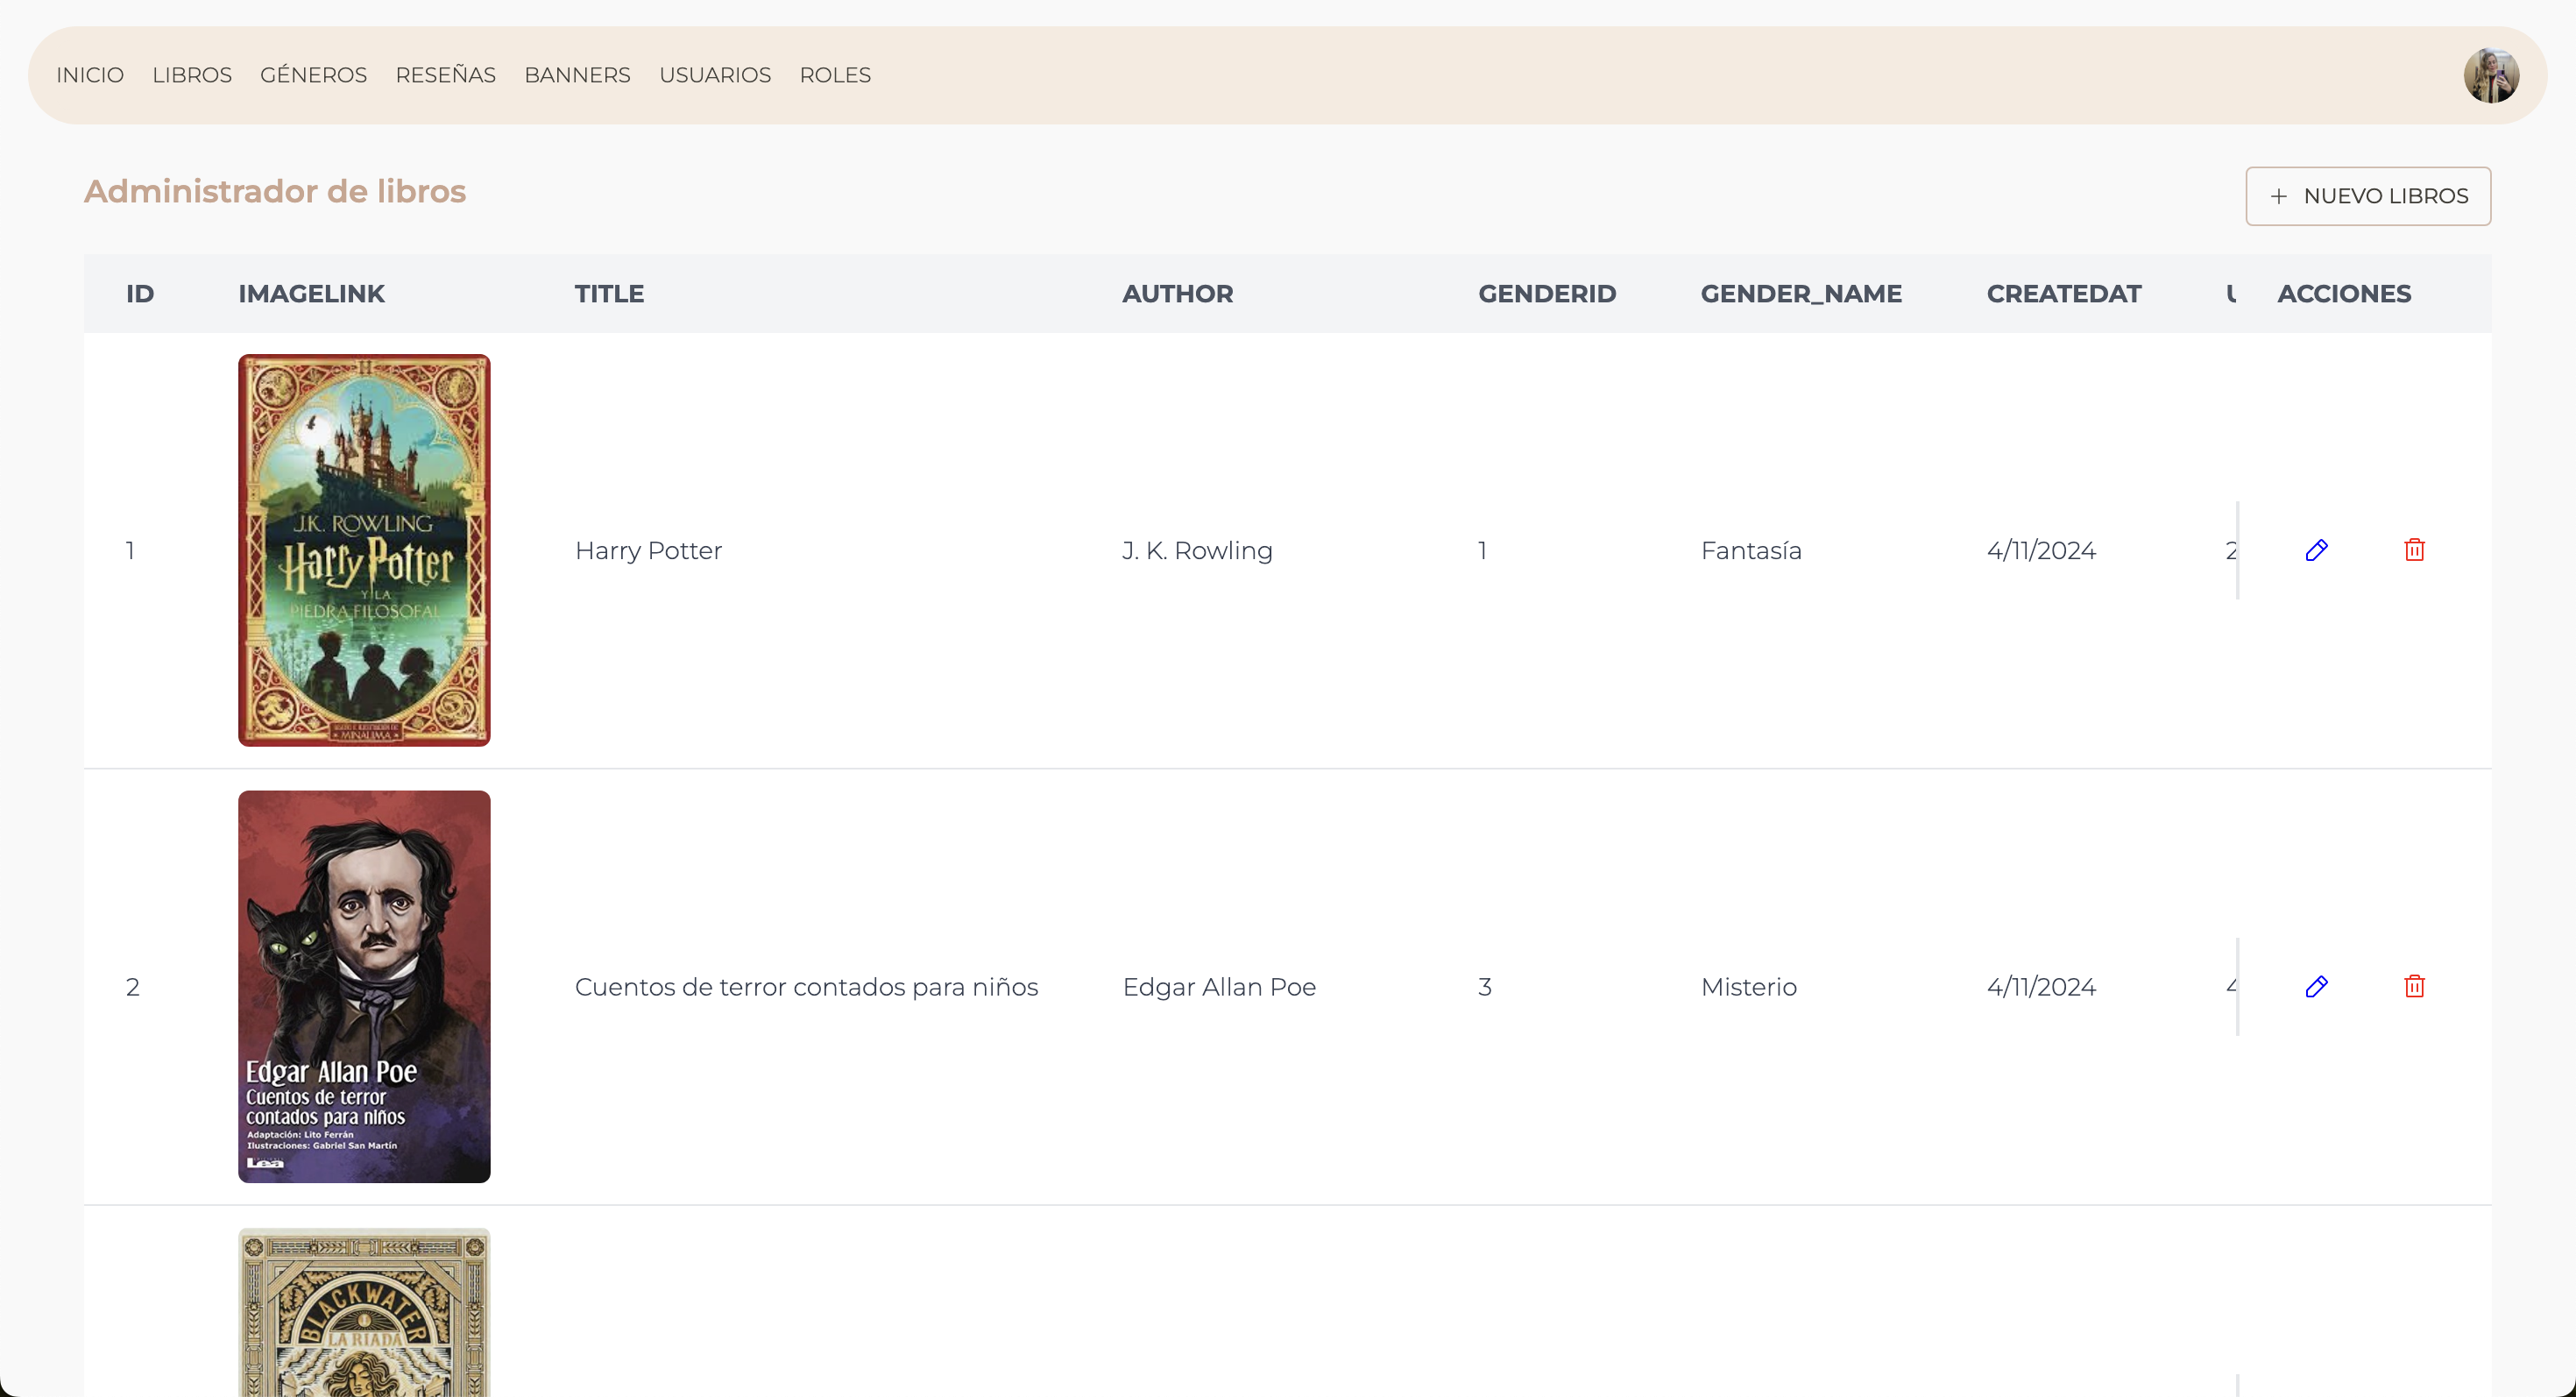 INICIO LIBROS GÉNEROS RESEÑAS BANNERS USUARIOS ROLES
Administrador de libros
+ NUEVO LIBROS
ID IMAGELINK TITLE AUTHOR GENDERID GENDER_NAME CREATEDAT ACCIONES
J.K. ROWLING
Harry Potter
Y LA
PIEDRA FILOSOFAL
MINALIMA
1 Harry Potter J. K. Rowling 1 Fantasía 4/11/2024
2 Cuentos de terror contados para niños Edgar Allan Poe 3 Misterio 4/11/2024
Edgar Allan Poe
Cuentos de terror
contados para niños
Adaptación: Lito Ferrán
Ilustraciones: Gabriel San Martín
Lea
BLACKWATER
I
LA RIADA